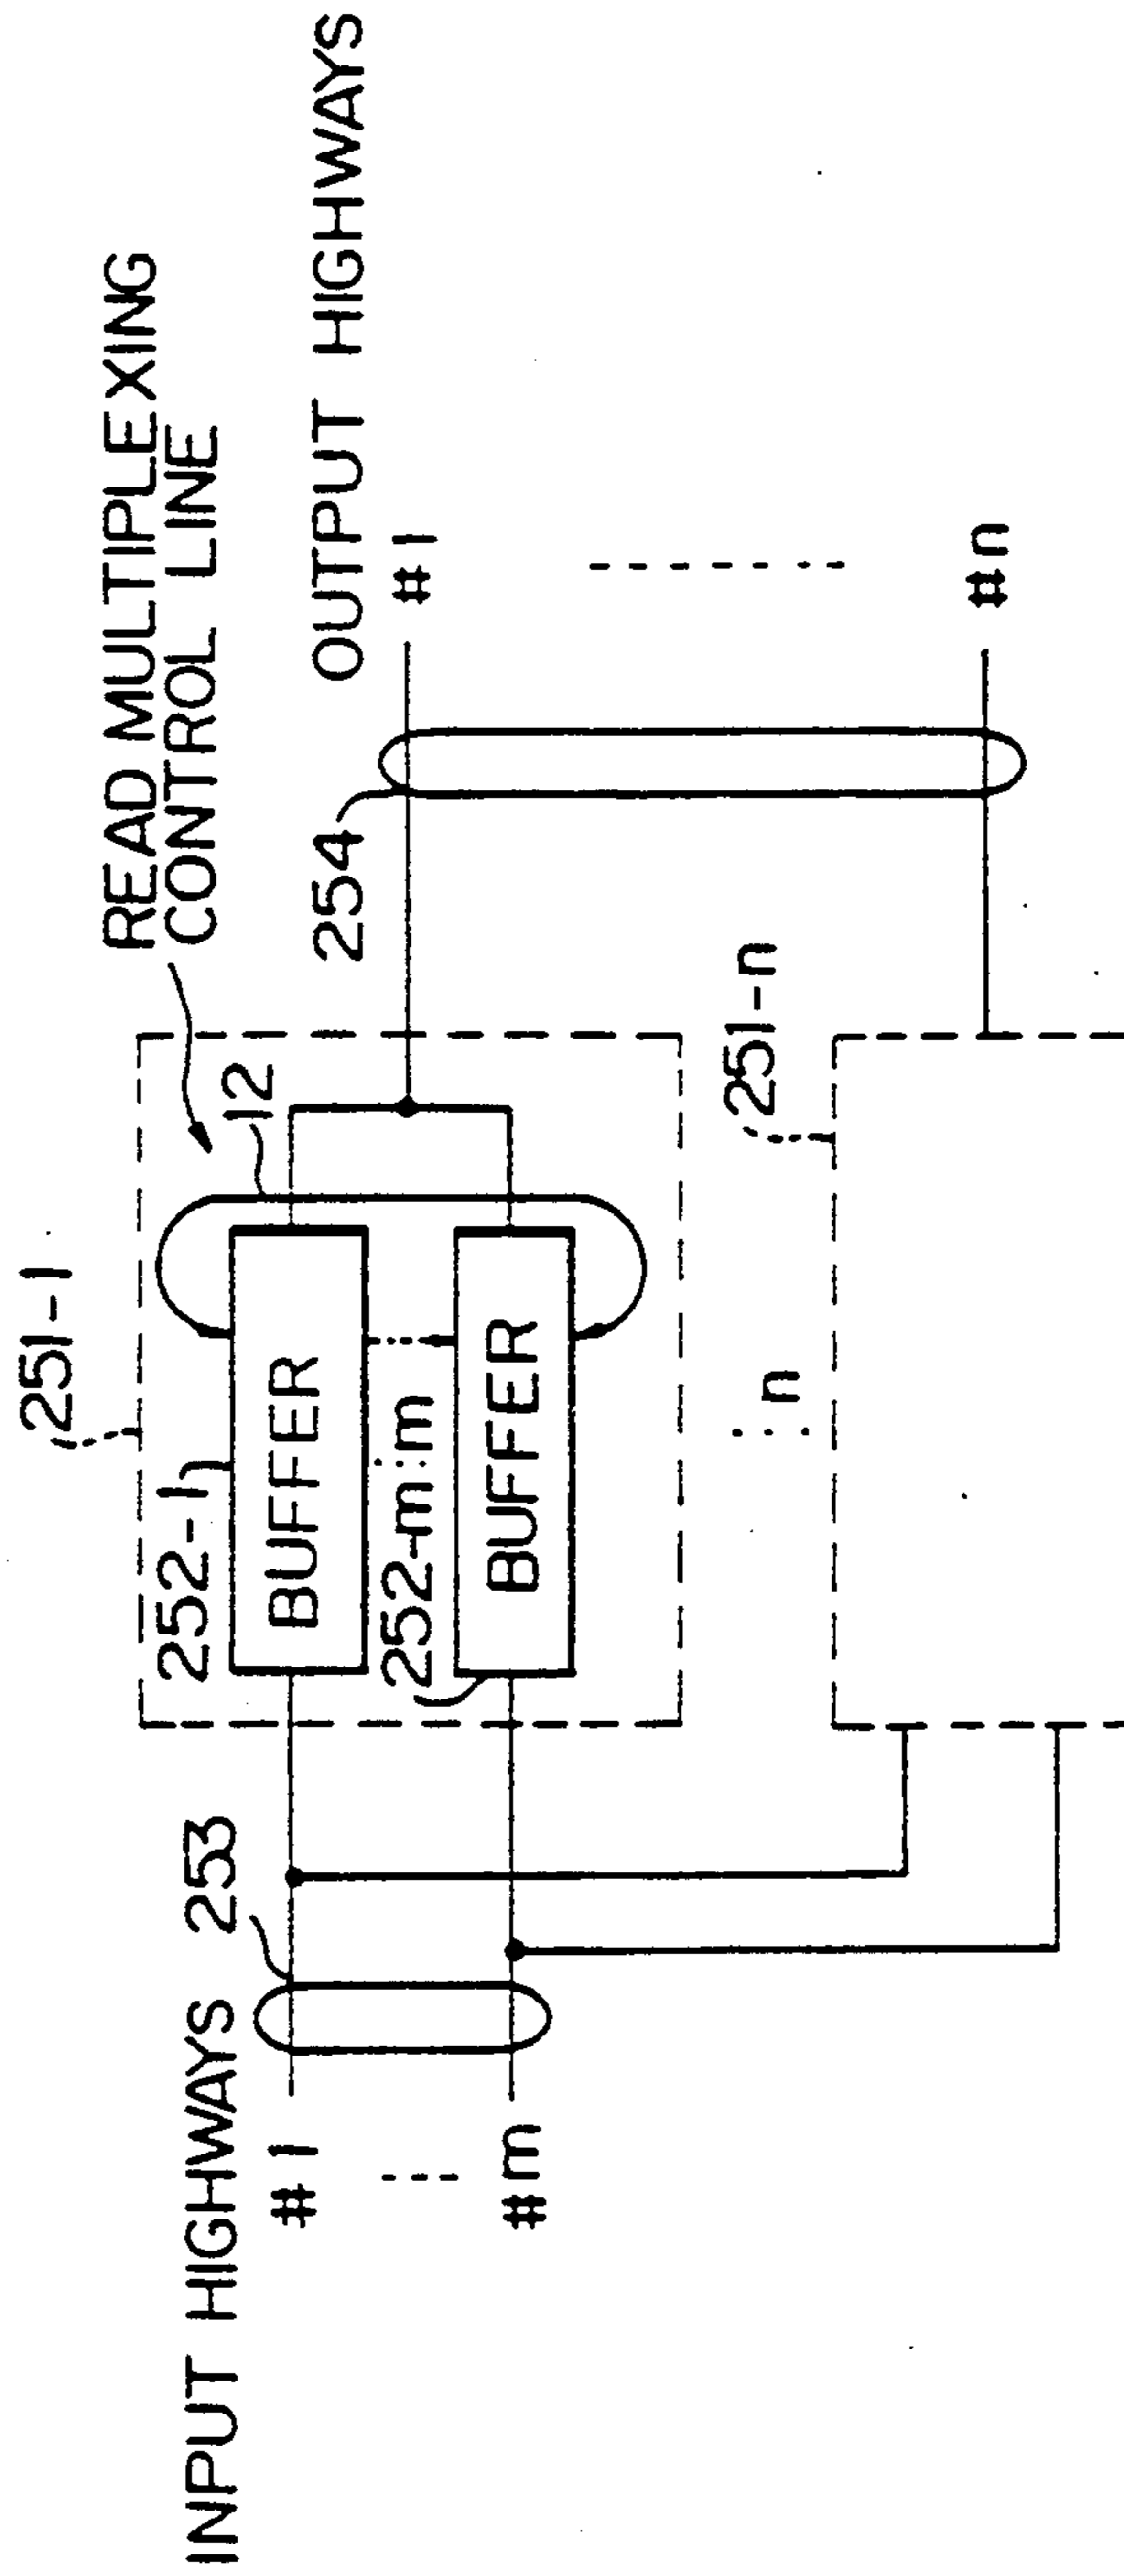 251-1
READ MULTIPLEXING
CONTROL LINE
252-1
12
BUFFER
INPUT HIGHWAYS
253
254
OUTPUT HIGHWAYS
#1
#1
252-m
m
BUFFER
#m
n
251-n
#n